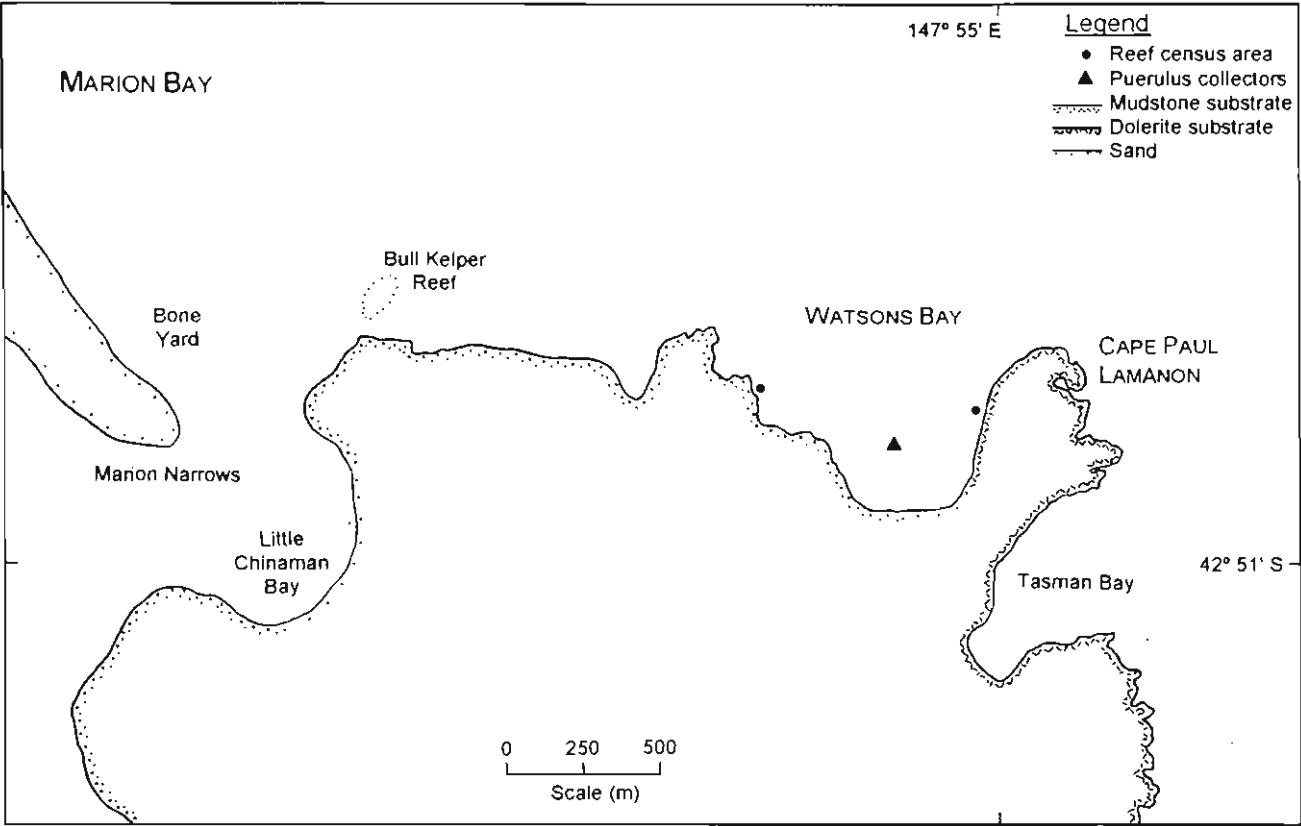 147° 55' E
Legend
Reef census area
Puerulus collectors
Mudstone substrate
Dolerite substrate
Sand
MARION BAY
Bull Kelper
Reef
Bone
Yard
WATSONS BAY
CAPE PAUL
LAMANON
Marion Narrows
Little
Chinaman
Bay
42° 51' S
Tasman Bay
0 250 500
Scale (m)